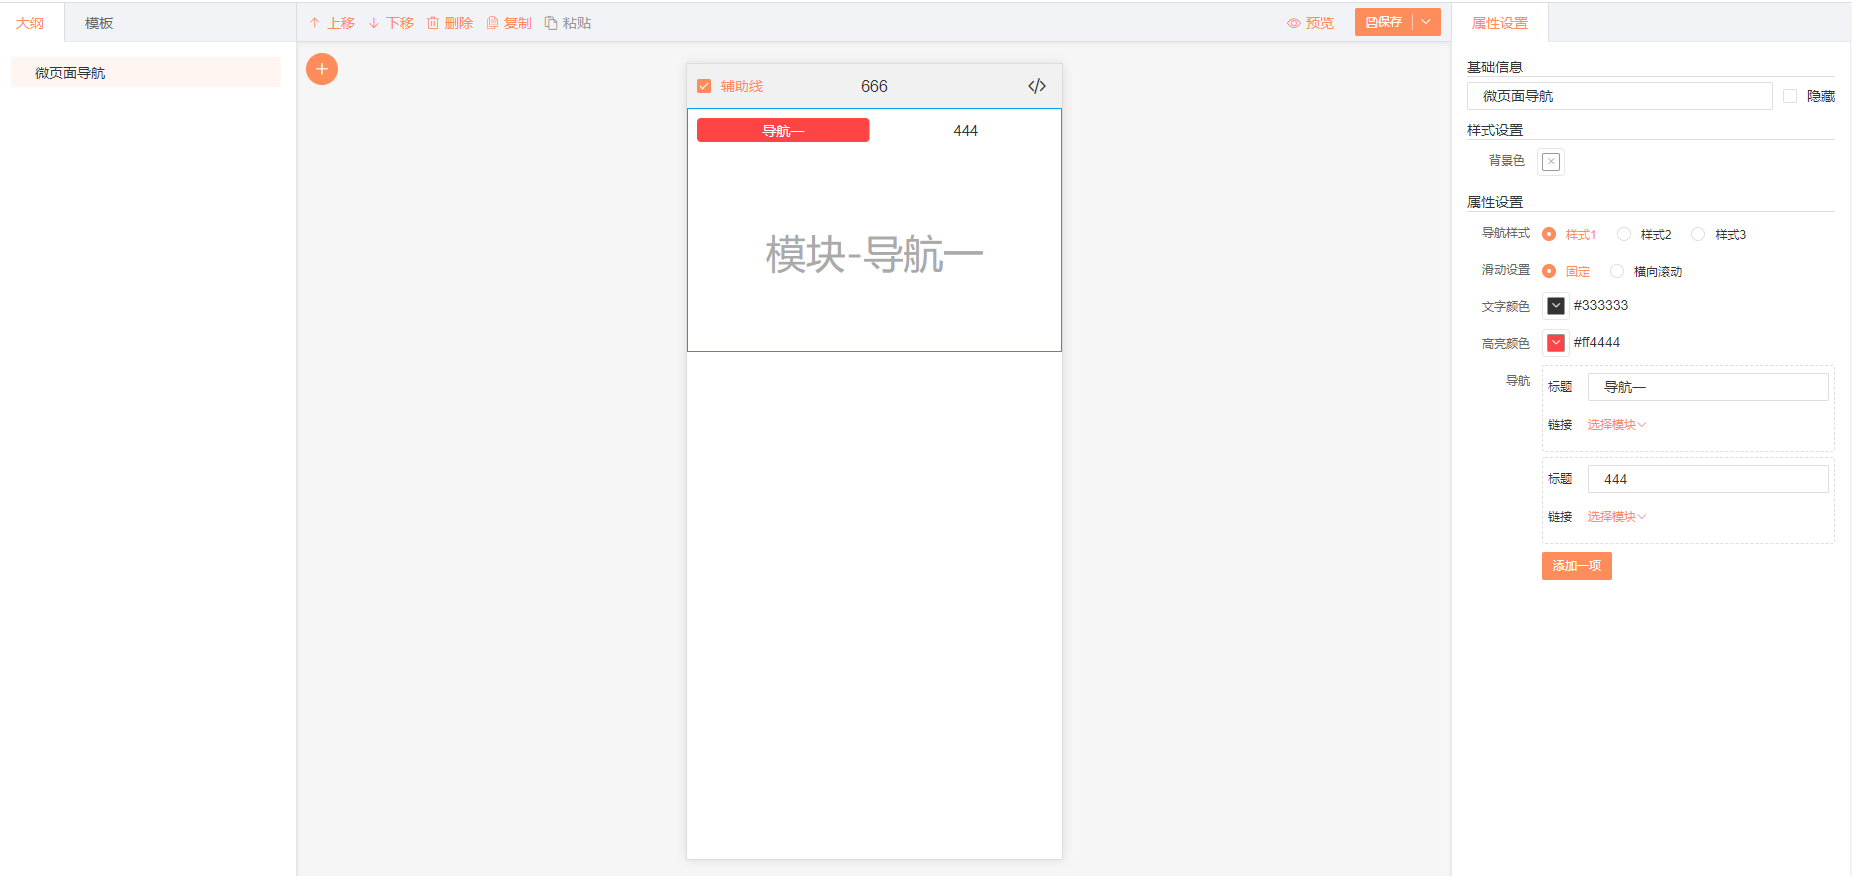 大纲
模板
上移 下移 删除 复制 粘贴
预览
保存
属性设置
微页面导航
辅助线
666
</>
导航一
444
模块-导航一
基础信息
微页面导航
隐藏
样式设置
背景色
属性设置
导航样式 样式1 样式2 样式3
滑动设置 固定 横向滚动
文字颜色 #333333
高亮颜色 #ff4444
导航
标题 导航一
链接 选择模块
标题 444
链接 选择模块
添加一项